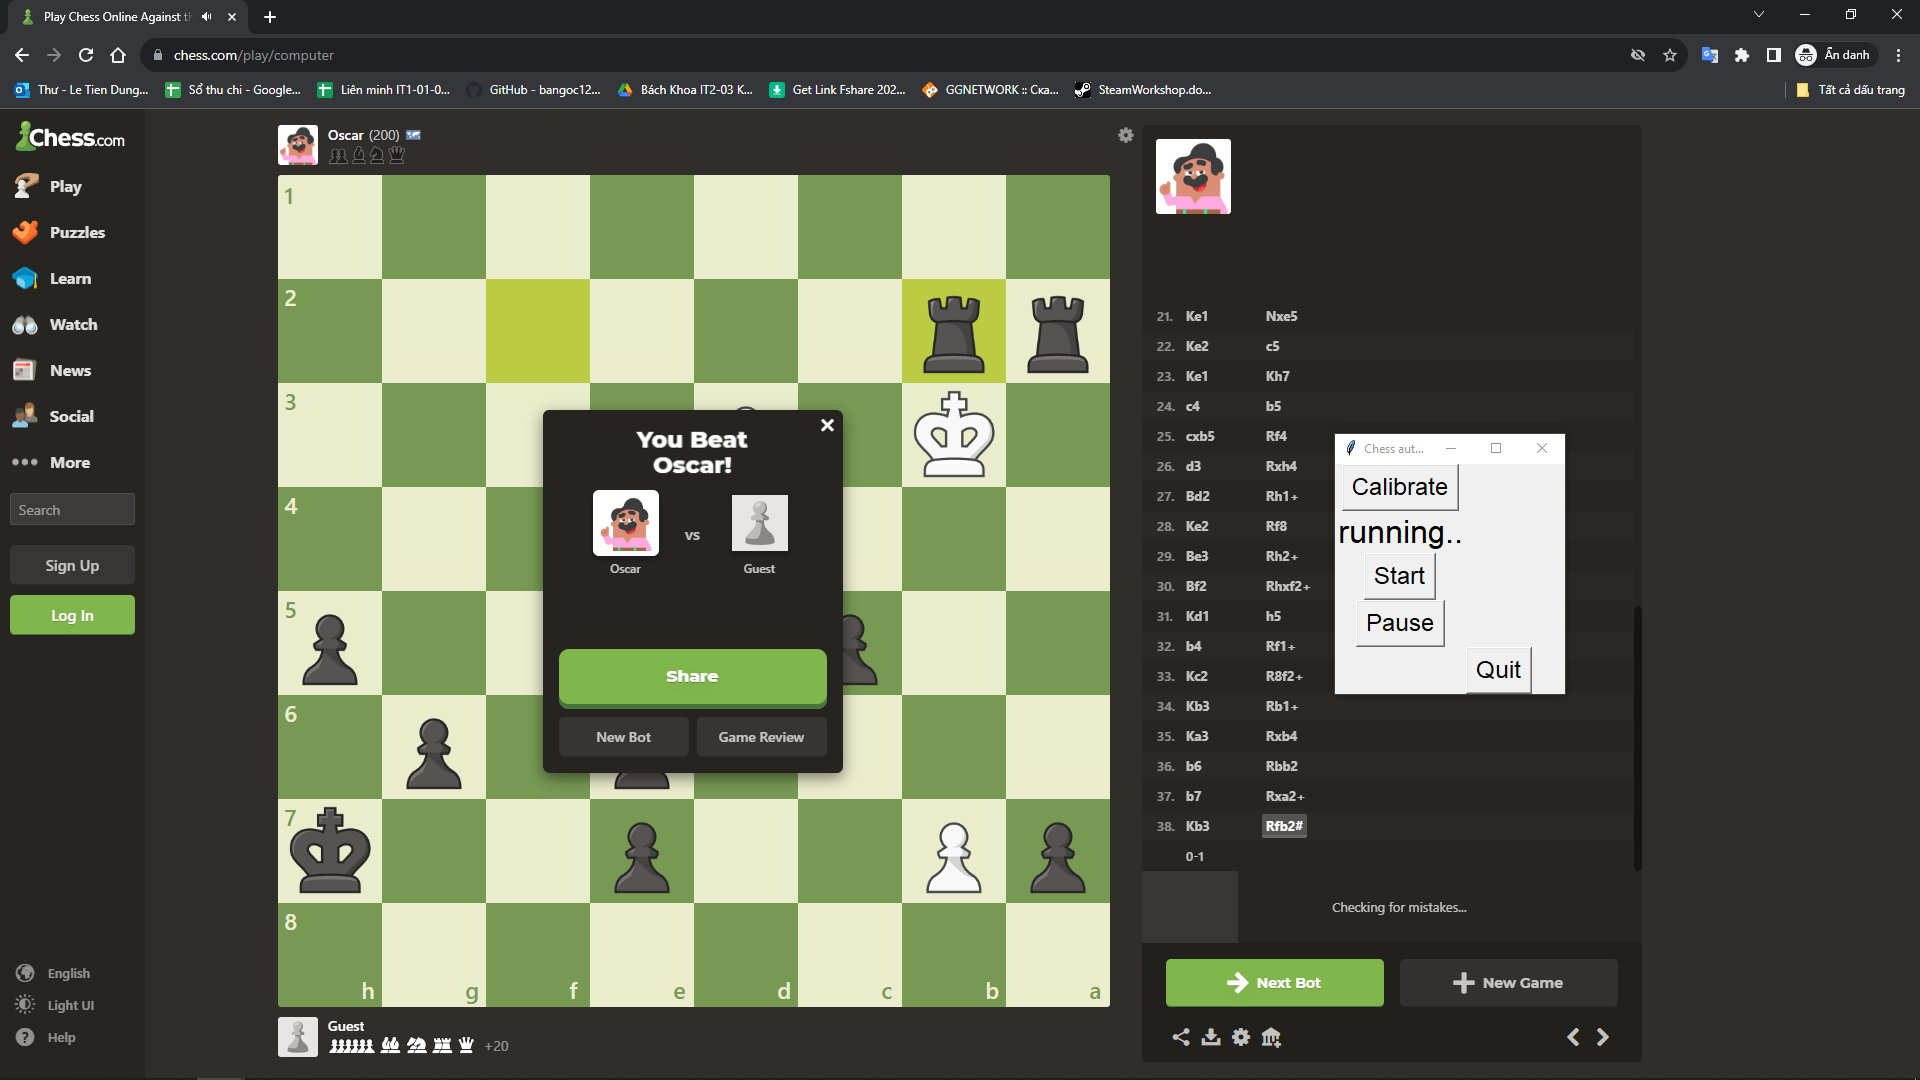 Play Chess Online Against th
chess.com/play/computer
Ẩn danh
Thư - Le Tien Dung...
Sổ thu chi - Google...
Liên minh IT1-01-0...
GitHub - bangoc12...
Bách Khoa IT2-03 K...
Get Link Fshare 202...
GGNETWORK :: Ска...
SteamWorkshop.do...
Tất cả dấu trang
Chess.com
Play
Puzzles
Learn
Watch
News
Social
More
Search
Sign Up
Log In
English
Light UI
Help
Oscar (200)
1
2
3
4
5
6
7
8
h g f e d c b a
You Beat
Oscar!
vs
Oscar
Guest
Share
New Bot
Game Review
Guest
+20
21. Ke1 Nxe5
22. Ke2 c5
23. Ke1 Kh7
24. c4 b5
25. cxb5 Rf4
26. d3 Rxh4
27. Bd2 Rh1+
28. Ke2 Rf8
29. Be3 Rh2+
30. Bf2 Rhxf2+
31. Kd1 h5
32. b4 Rf1+
33. Kc2 R8f2+
34. Kb3 Rb1+
35. Ka3 Rxb4
36. b6 Rbb2
37. b7 Rxa2+
38. Kb3 Rfb2#
0-1
Checking for mistakes...
Next Bot
New Game
Chess aut...
Calibrate
running..
Start
Pause
Quit